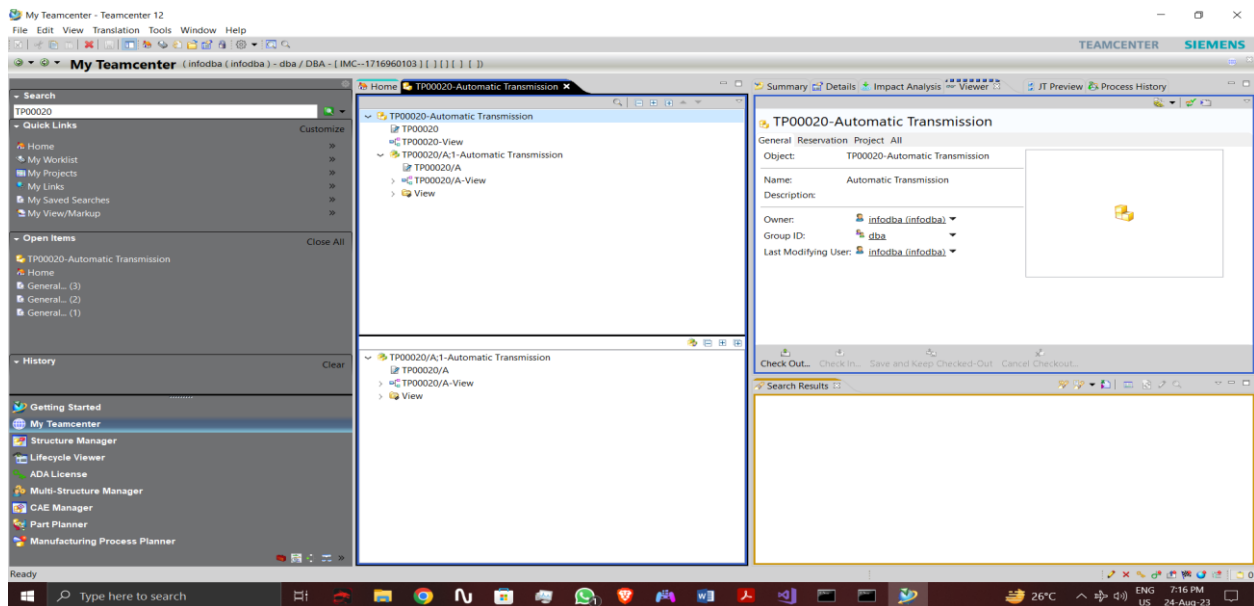 My Teamcenter - Teamcenter 12
File Edit View Translation Tools Window Help
TEAMCENTER SIEMENS
My Teamcenter ( infodba ( infodba ) - dba / DBA - [ IMC--1716960103 ] [ ] [ ] [ ] [ ])
Search
TP00020
Quick Links
Customize
Home
My Worklist
My Projects
My Links
My Saved Searches
My View/Markup
Open Items
Close All
TP00020-Automatic Transmission
Home
General... (3)
General... (2)
General... (1)
History
Clear
Getting Started
My Teamcenter
Structure Manager
Lifecycle Viewer
ADA License
Multi-Structure Manager
CAE Manager
Part Planner
Manufacturing Process Planner
Home TP00020-Automatic Transmission
TP00020-Automatic Transmission
TP00020
TP00020-View
TP00020/A;1-Automatic Transmission
TP00020/A
TP00020/A-View
View
TP00020/A;1-Automatic Transmission
TP00020/A
TP00020/A-View
View
Summary Details Impact Analysis Viewer JT Preview Process History
TP00020-Automatic Transmission
General Reservation Project All
Object: TP00020-Automatic Transmission
Name: Automatic Transmission
Description:
Owner: infodba (infodba)
Group ID: dba
Last Modifying User: infodba (infodba)
Check Out... Check In... Save and Keep Checked-Out Cancel Checkout...
Search Results
Ready
0
Type here to search
26°C
ENG
US
7:16 PM
24-Aug-23